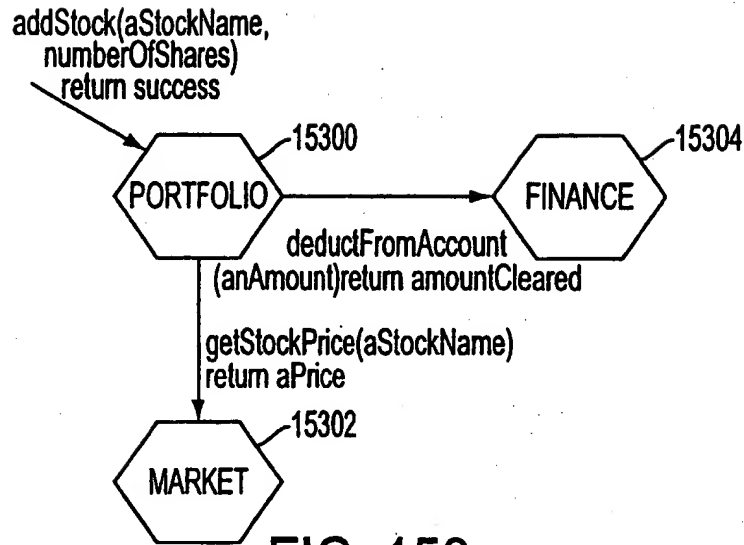 addStock(aStockName,
numberOfShares)
return success
15300
15304
PORTFOLIO
FINANCE
deductFromAccount
(anAmount)return amountCleared
getStockPrice(aStockName)
return aPrice
15302
MARKET